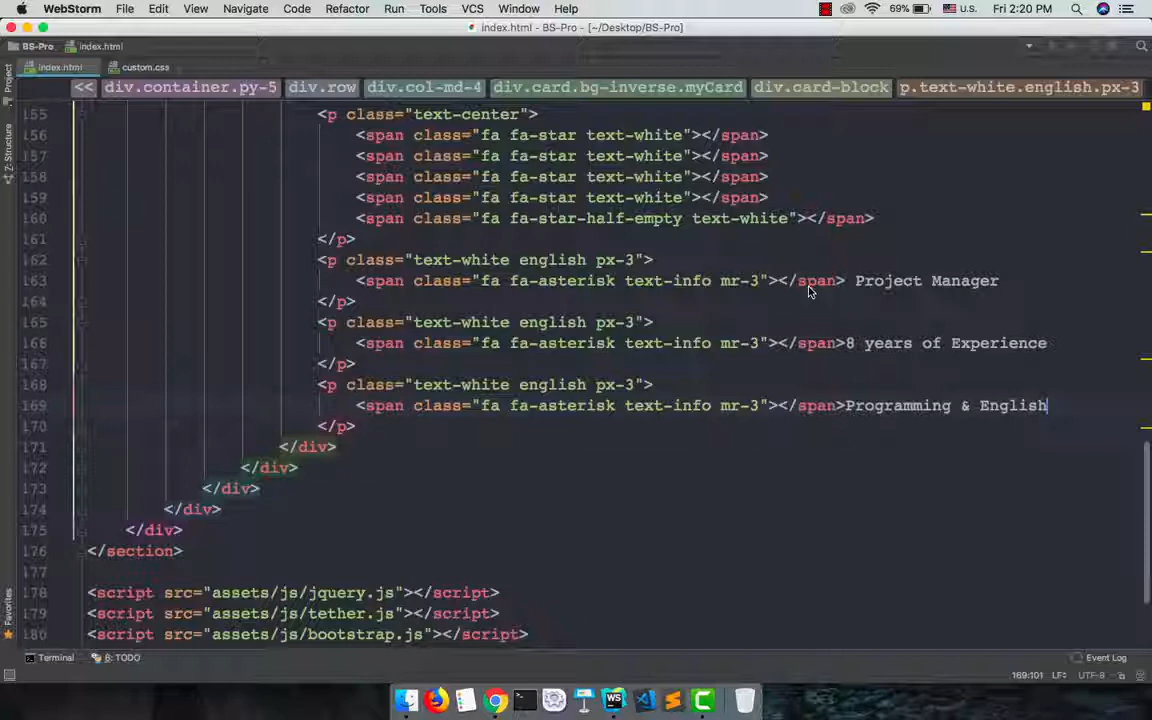 WebStorm File Edit View Navigate Code Refactor Run Tools VCS Window Help 69% U.S. Fri 2:20 PM
index.html - BS-Pro - [~/Desktop/BS-Pro]
BS-Pro index.html
index.html custom.css
<< div.container.py-5 div.row div.col-md-4 div.card.bg-inverse.myCard div.card-block p.text-white.english.px-3
1: Project
2: Structure
155 <p class="text-center">
156 <span class="fa fa-star text-white"></span>
157 <span class="fa fa-star text-white"></span>
158 <span class="fa fa-star text-white"></span>
159 <span class="fa fa-star text-white"></span>
160 <span class="fa fa-star-half-empty text-white"></span>
161 </p>
162 <p class="text-white english px-3">
163 <span class="fa fa-asterisk text-info mr-3"></span> Project Manager
164 </p>
165 <p class="text-white english px-3">
166 <span class="fa fa-asterisk text-info mr-3"></span>8 years of Experience
167 </p>
168 <p class="text-white english px-3">
169 <span class="fa fa-asterisk text-info mr-3"></span>Programming & English
170 </p>
171 </div>
172 </div>
173 </div>
174 </div>
175 </div>
176 </section>
177
178 <script src="assets/js/jquery.js"></script>
179 <script src="assets/js/tether.js"></script>
180 <script src="assets/js/bootstrap.js"></script>
Favorites
Terminal 6: TODO Event Log
169:101 LF÷ UTF-8÷
WS